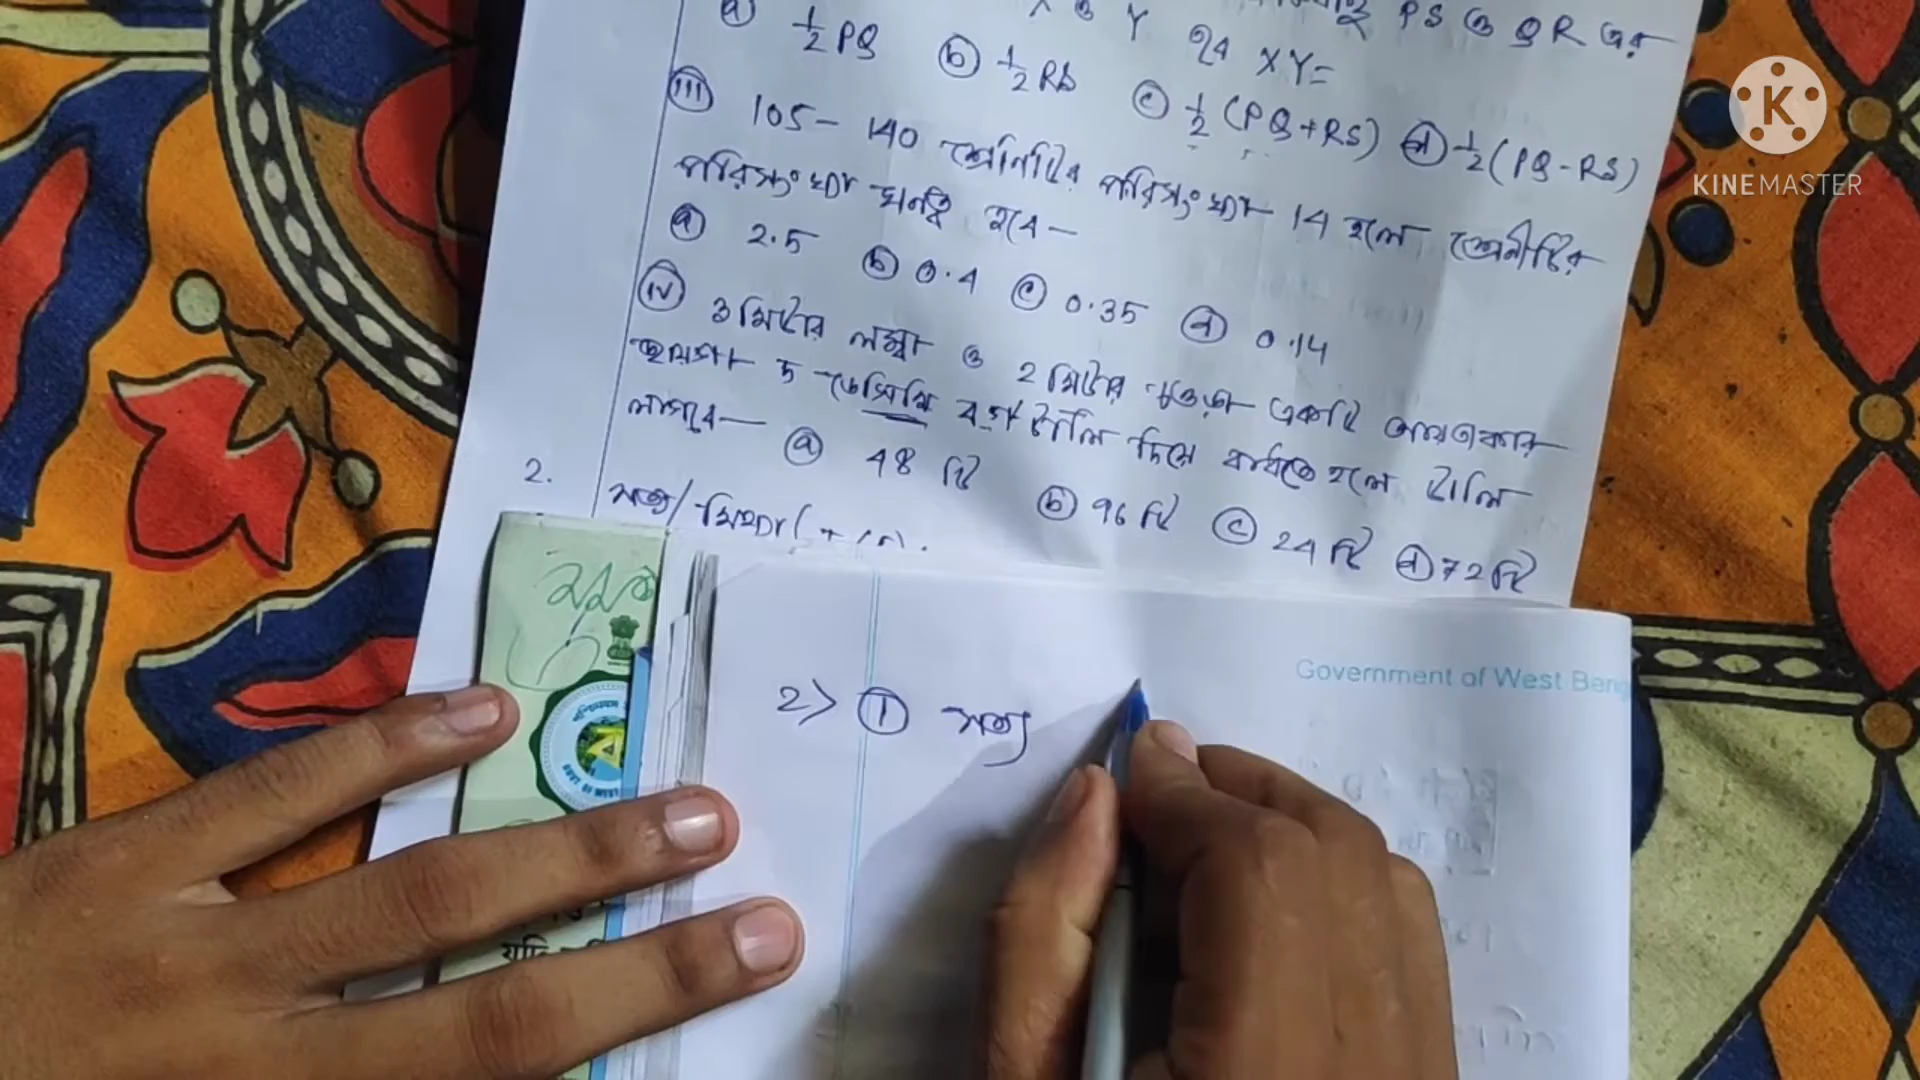 PS ও QR এর
X ও Y হল XY=
ⓐ ½PQ ⓑ ½RS ⓒ ½(PQ+RS) ⓓ ½(PQ-RS)
(iii) 105-140 শ্রেণিটির পরিসংখ্যা 14 হলে শ্রেণীটির
পরিসংখ্যা ঘনত্ব হবে-
ⓐ 2.5 ⓑ 0.4 ⓒ 0.35 ⓓ 0.14
(iv) 3 মিটার লম্বা ও 2 মিটার চওড়া একটি আয়তাকার
জায়গা 5 ডেসিমি বর্গ টালি দিয়ে বাঁধাতে হলে টালি
লাগবে- ⓐ 48 টি ⓑ 96 টি ⓒ 24 টি ⓓ 72 টি
2. সত্য/মিথ্যা
KINEMASTER
Government of West Beng
2) ① সত্য